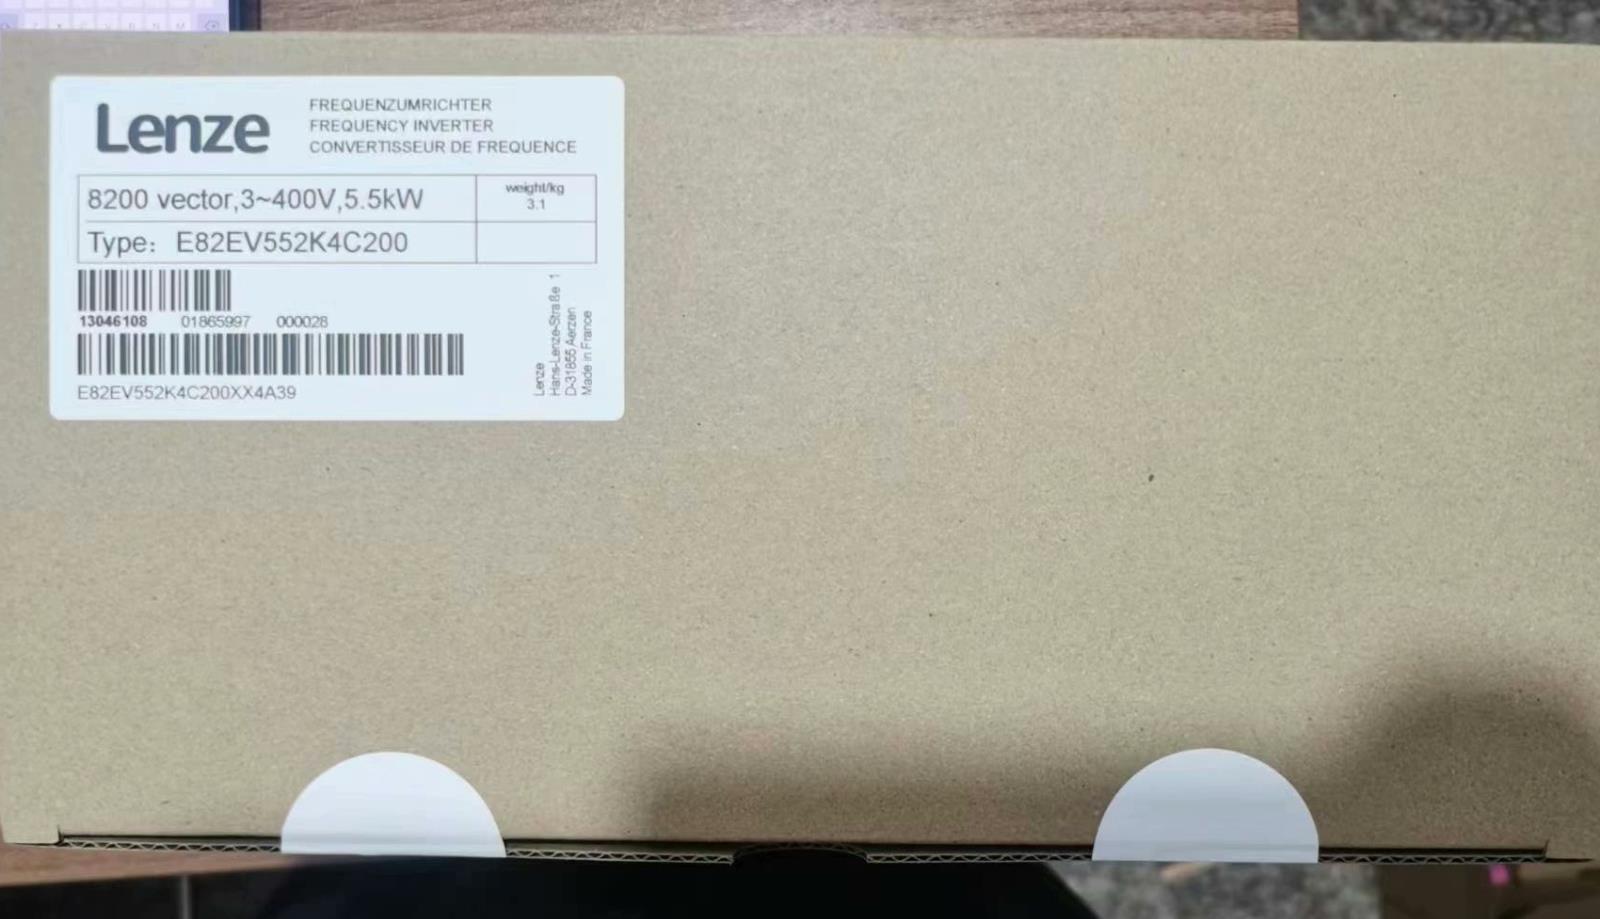 Lenze
FREQUENZUMRICHTER
FREQUENCY INVERTER
CONVERTISSEUR DE FREQUENCE
8200 vector,3~400V,5.5kW
weight/kg
3.1
Type: E82EV552K4C200
13046108 01865997 000028
E82EV552K4C200XX4A39
Lenze
Hans-Lenze-Straße 1
D-31855 Aerzen
Made in France